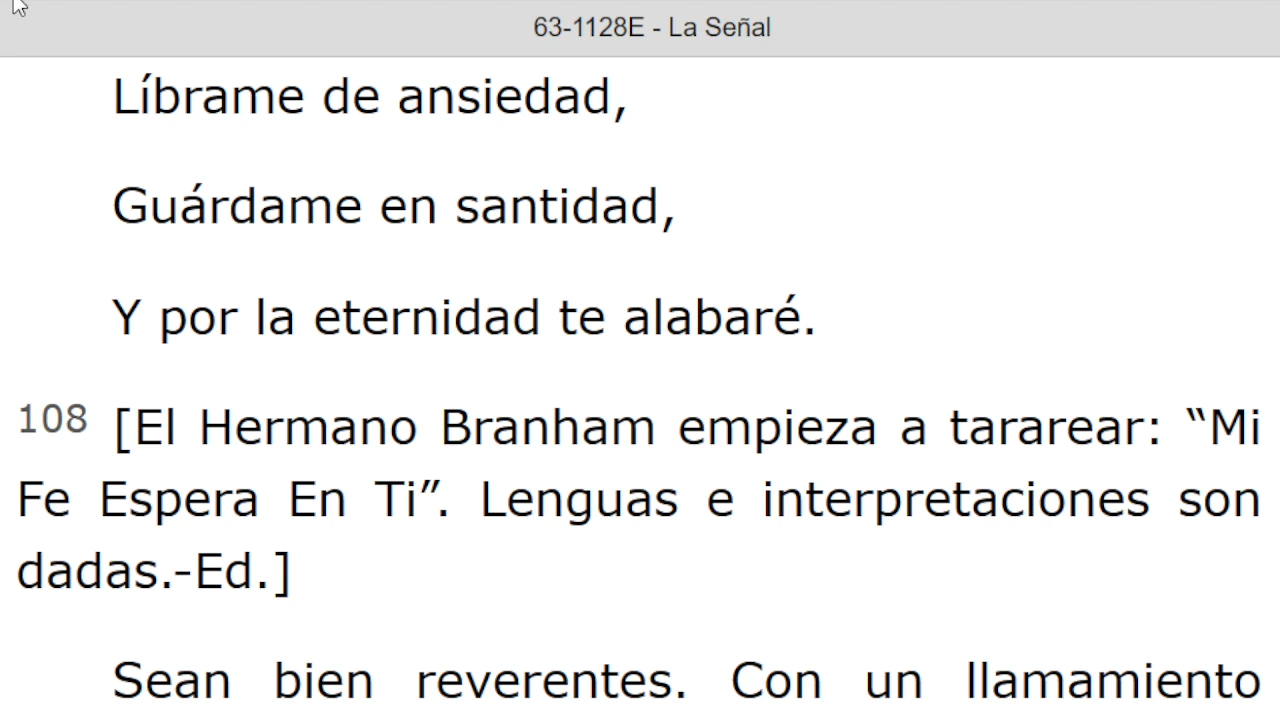 63-1128E - La Señal
Líbrame de ansiedad,
Guárdame en santidad,
Y por la eternidad te alabaré.
108 [El Hermano Branham empieza a tararear: “Mi
Fe Espera En Ti”. Lenguas e interpretaciones son
dadas.-Ed.]
Sean bien reverentes. Con un llamamiento